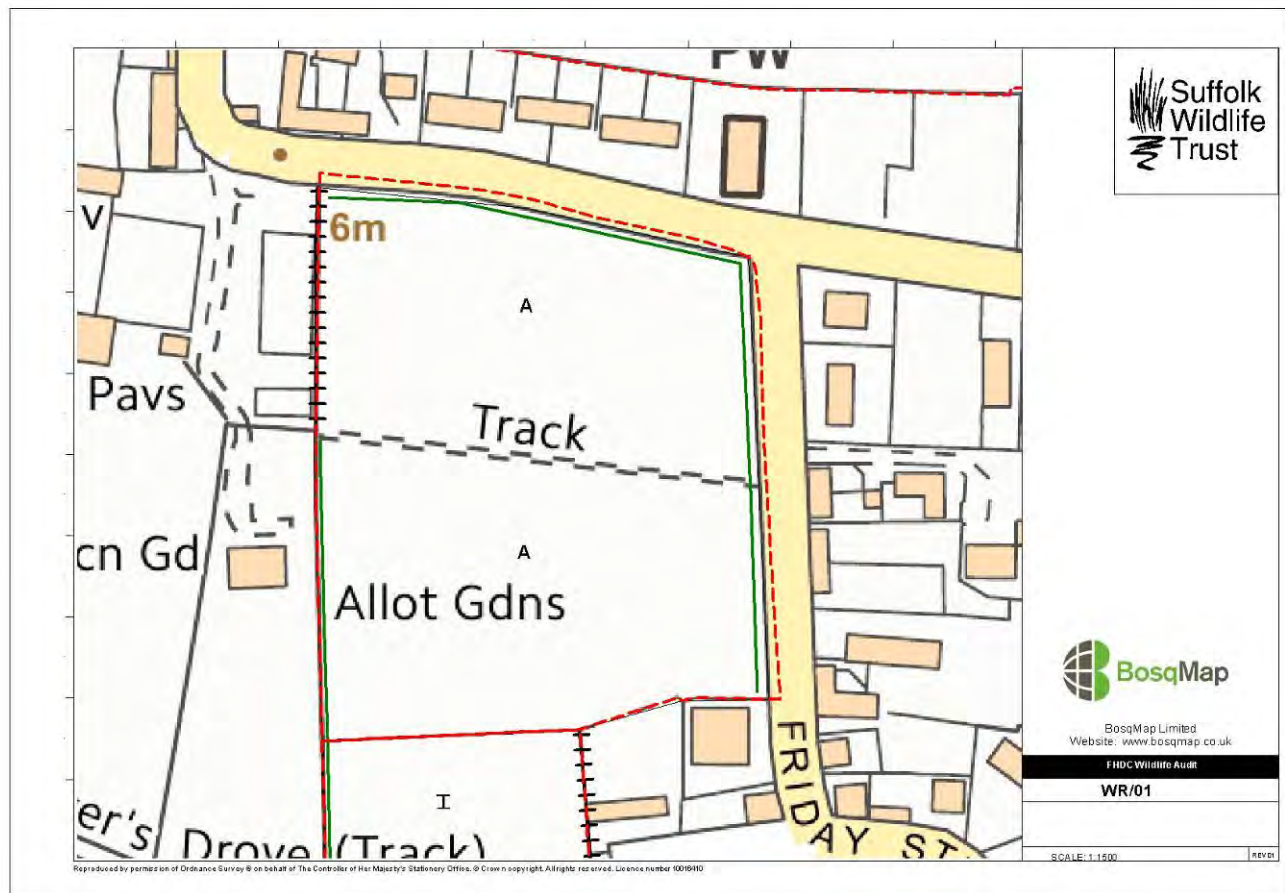 PW
Suffolk
Wildlife
Trust
6m
V
A
Pavs
Track
cn Gd
A
Allot Gdns
BosqMap
BosqMap Limited
Website: www.bosqmap.co.uk
FHDC Wildlife Audit
WR/01
FRIDAY ST
I
er's Drove (Track)
SCALE: 1:1500
REV 01
Reproduced by permission of Ordnance Survey ® on behalf of The Controller of Her Majesty's Stationery Office. © Crown copyright. All rights reserved. Licence number 10018410